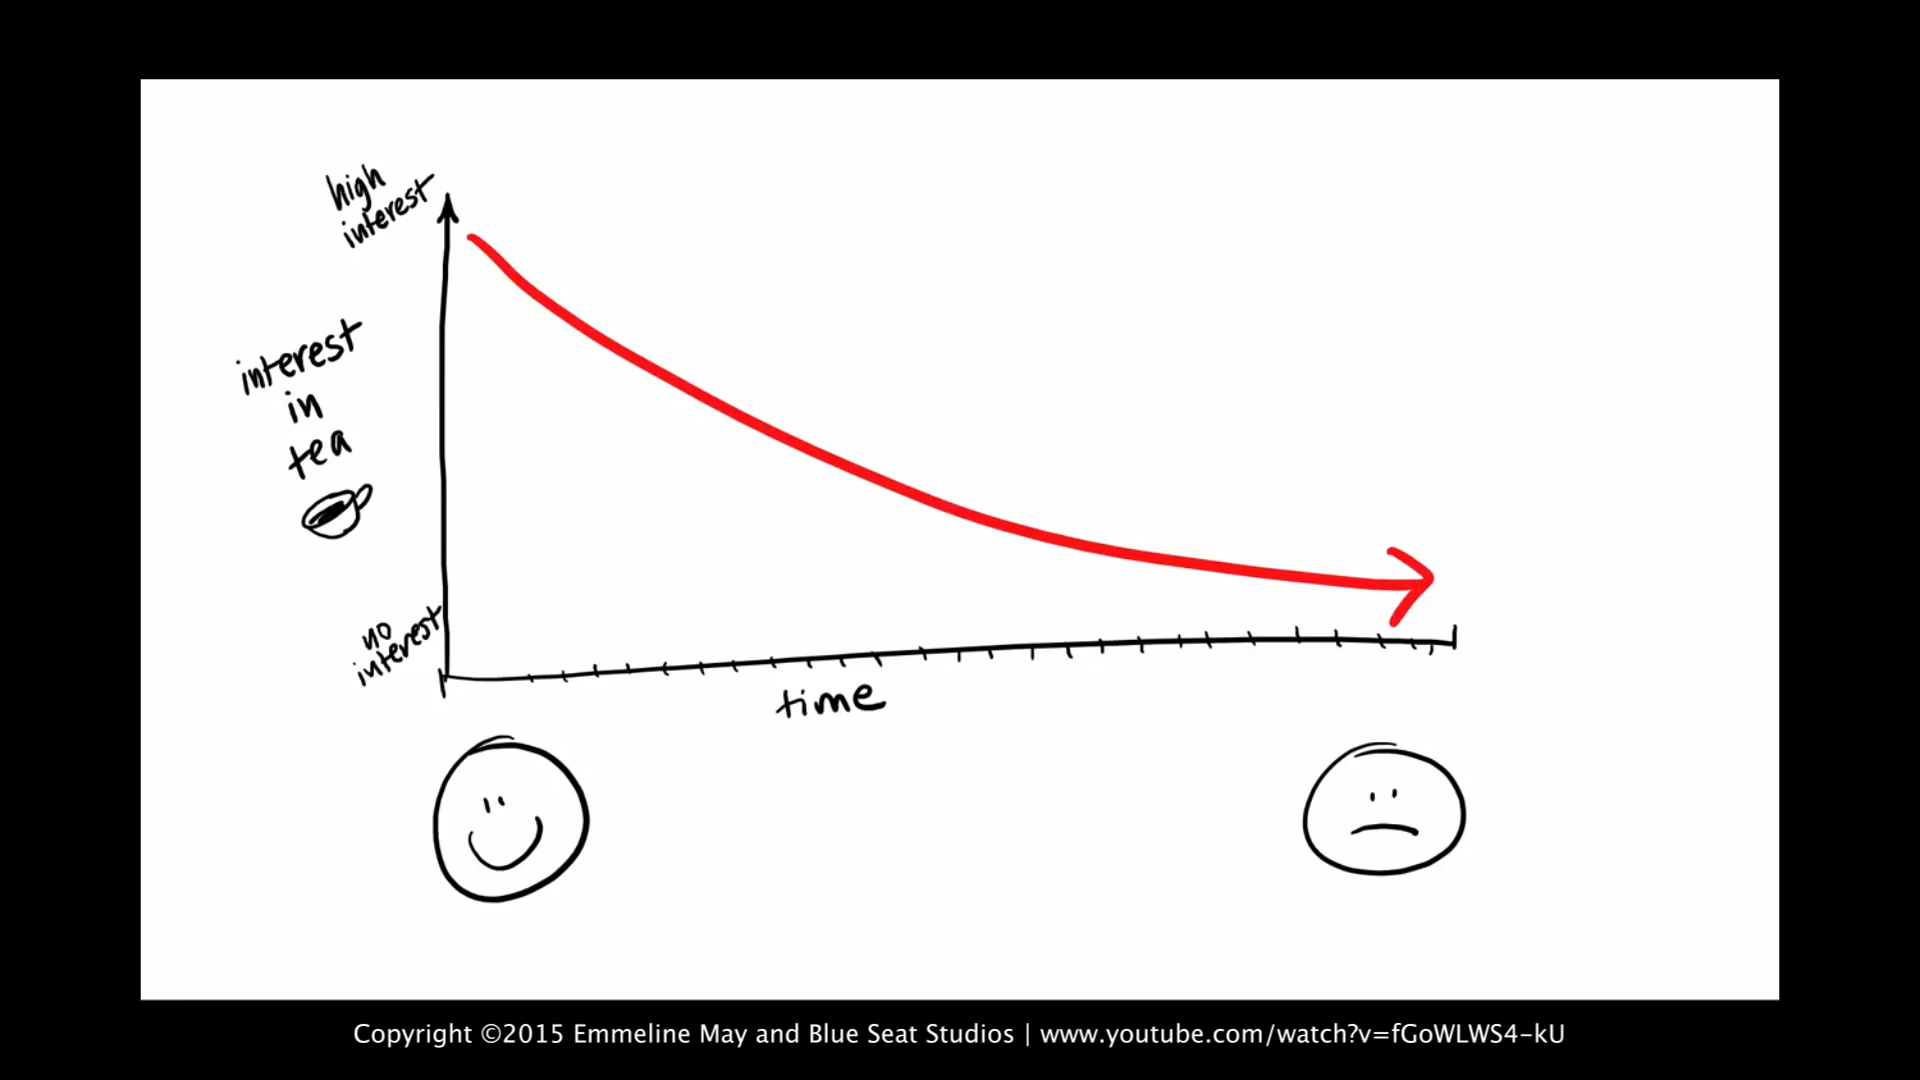 high
interest
interest
in
tea
no
interest
time
Copyright ©2015 Emmeline May and Blue Seat Studios | www.youtube.com/watch?v=fGoWLWS4-kU